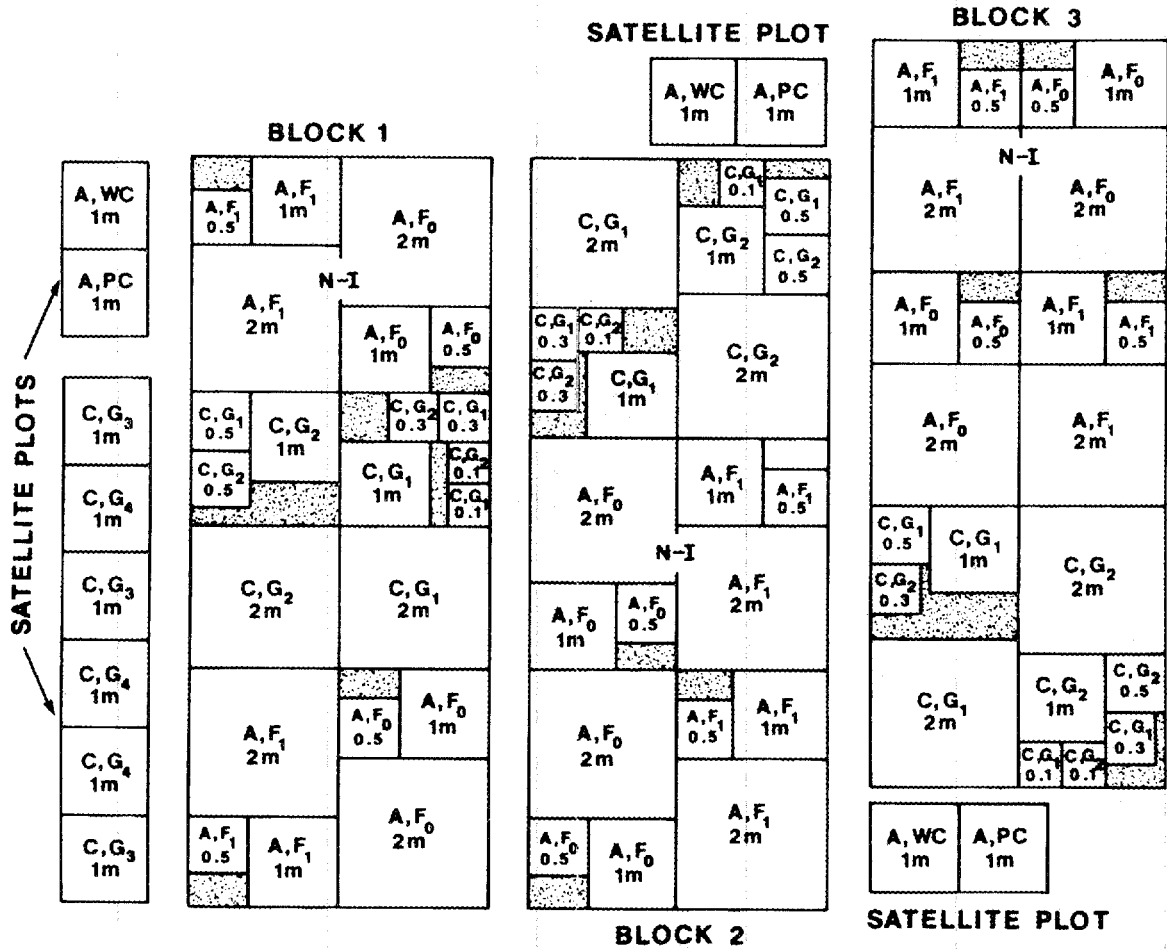 SATELLITE PLOTS
A, WC
1m
A, PC
1m
C, G₃
1m
C, G₄
1m
C, G₃
1m
C, G₄
1m
C, G₄
1m
C, G₃
1m
BLOCK 1
A, F₁
0.5
A, F₁
1m
A, F₀
2m
N-I
A, F₁
2m
A, F₀
1m
A, F₀
0.5
C, G₁
0.5
C, G₂
1m
C, G₂
0.5
C, G₂
0.3
C, G₁
0.3
C, G₁
1m
C, G₂
0.1
C, G₁
0.1
C, G₂
2m
C, G₁
2m
A, F₁
2m
A, F₀
0.5
A, F₀
1m
A, F₀
2m
A, F₁
0.5
A, F₁
1m
SATELLITE PLOT
A, WC
1m
A, PC
1m
C, G₁
2m
C, G₁
0.1
C, G₁
0.5
C, G₂
1m
C, G₂
0.5
C, G₁
0.3
C, G₂
0.1
C, G₂
0.3
C, G₁
1m
C, G₂
2m
A, F₀
2m
A, F₁
1m
A, F₁
0.5
N-I
A, F₀
1m
A, F₀
0.5
A, F₁
2m
A, F₀
2m
A, F₁
0.5
A, F₁
1m
A, F₁
2m
A, F₀
0.5
A, F₀
1m
BLOCK 2
BLOCK 3
A, F₁
1m
A, F₁
0.5
A, F₀
0.5
A, F₀
1m
N-I
A, F₁
2m
A, F₀
2m
A, F₀
1m
A, F₀
0.5
A, F₁
1m
A, F₁
0.5
A, F₀
2m
A, F₁
2m
C, G₁
0.5
C, G₁
1m
C, G₂
0.3
C, G₂
2m
C, G₁
2m
C, G₂
1m
C, G₂
0.5
C, G₁
0.3
C, G₁
0.1
C, G₂
0.1
A, WC
1m
A, PC
1m
SATELLITE PLOT